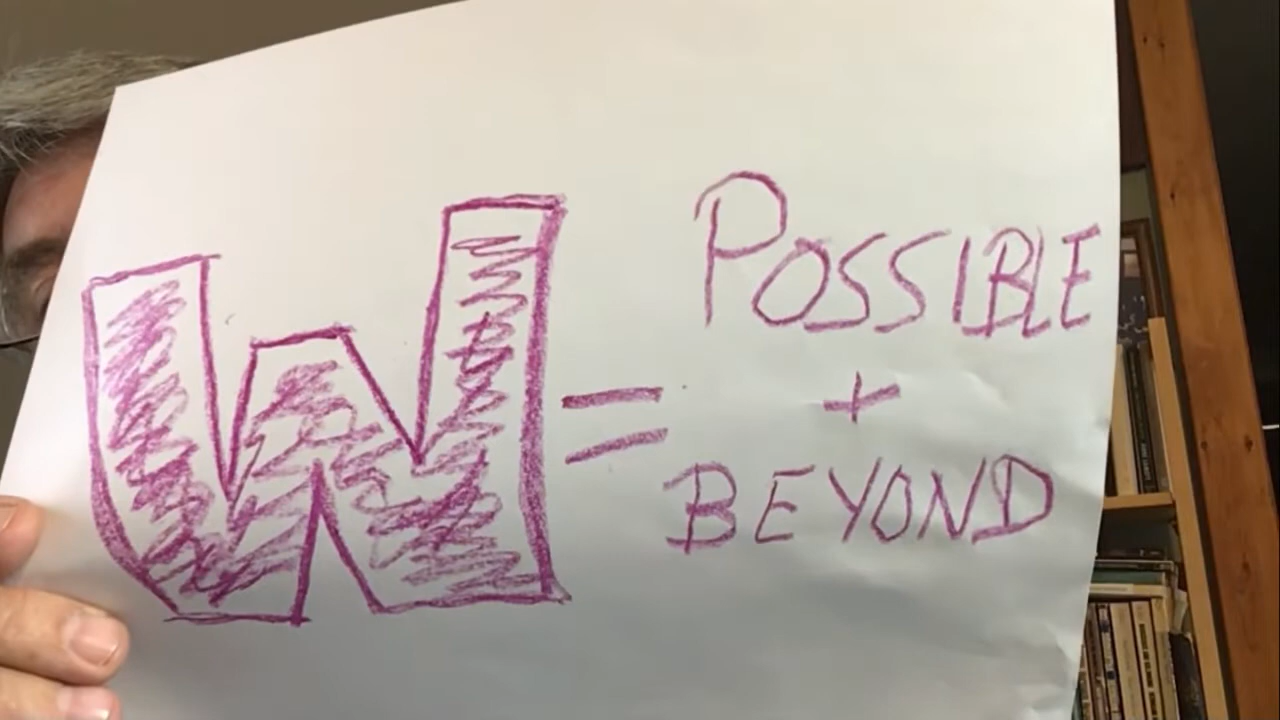 W = POSSIBLE
+
BEYOND